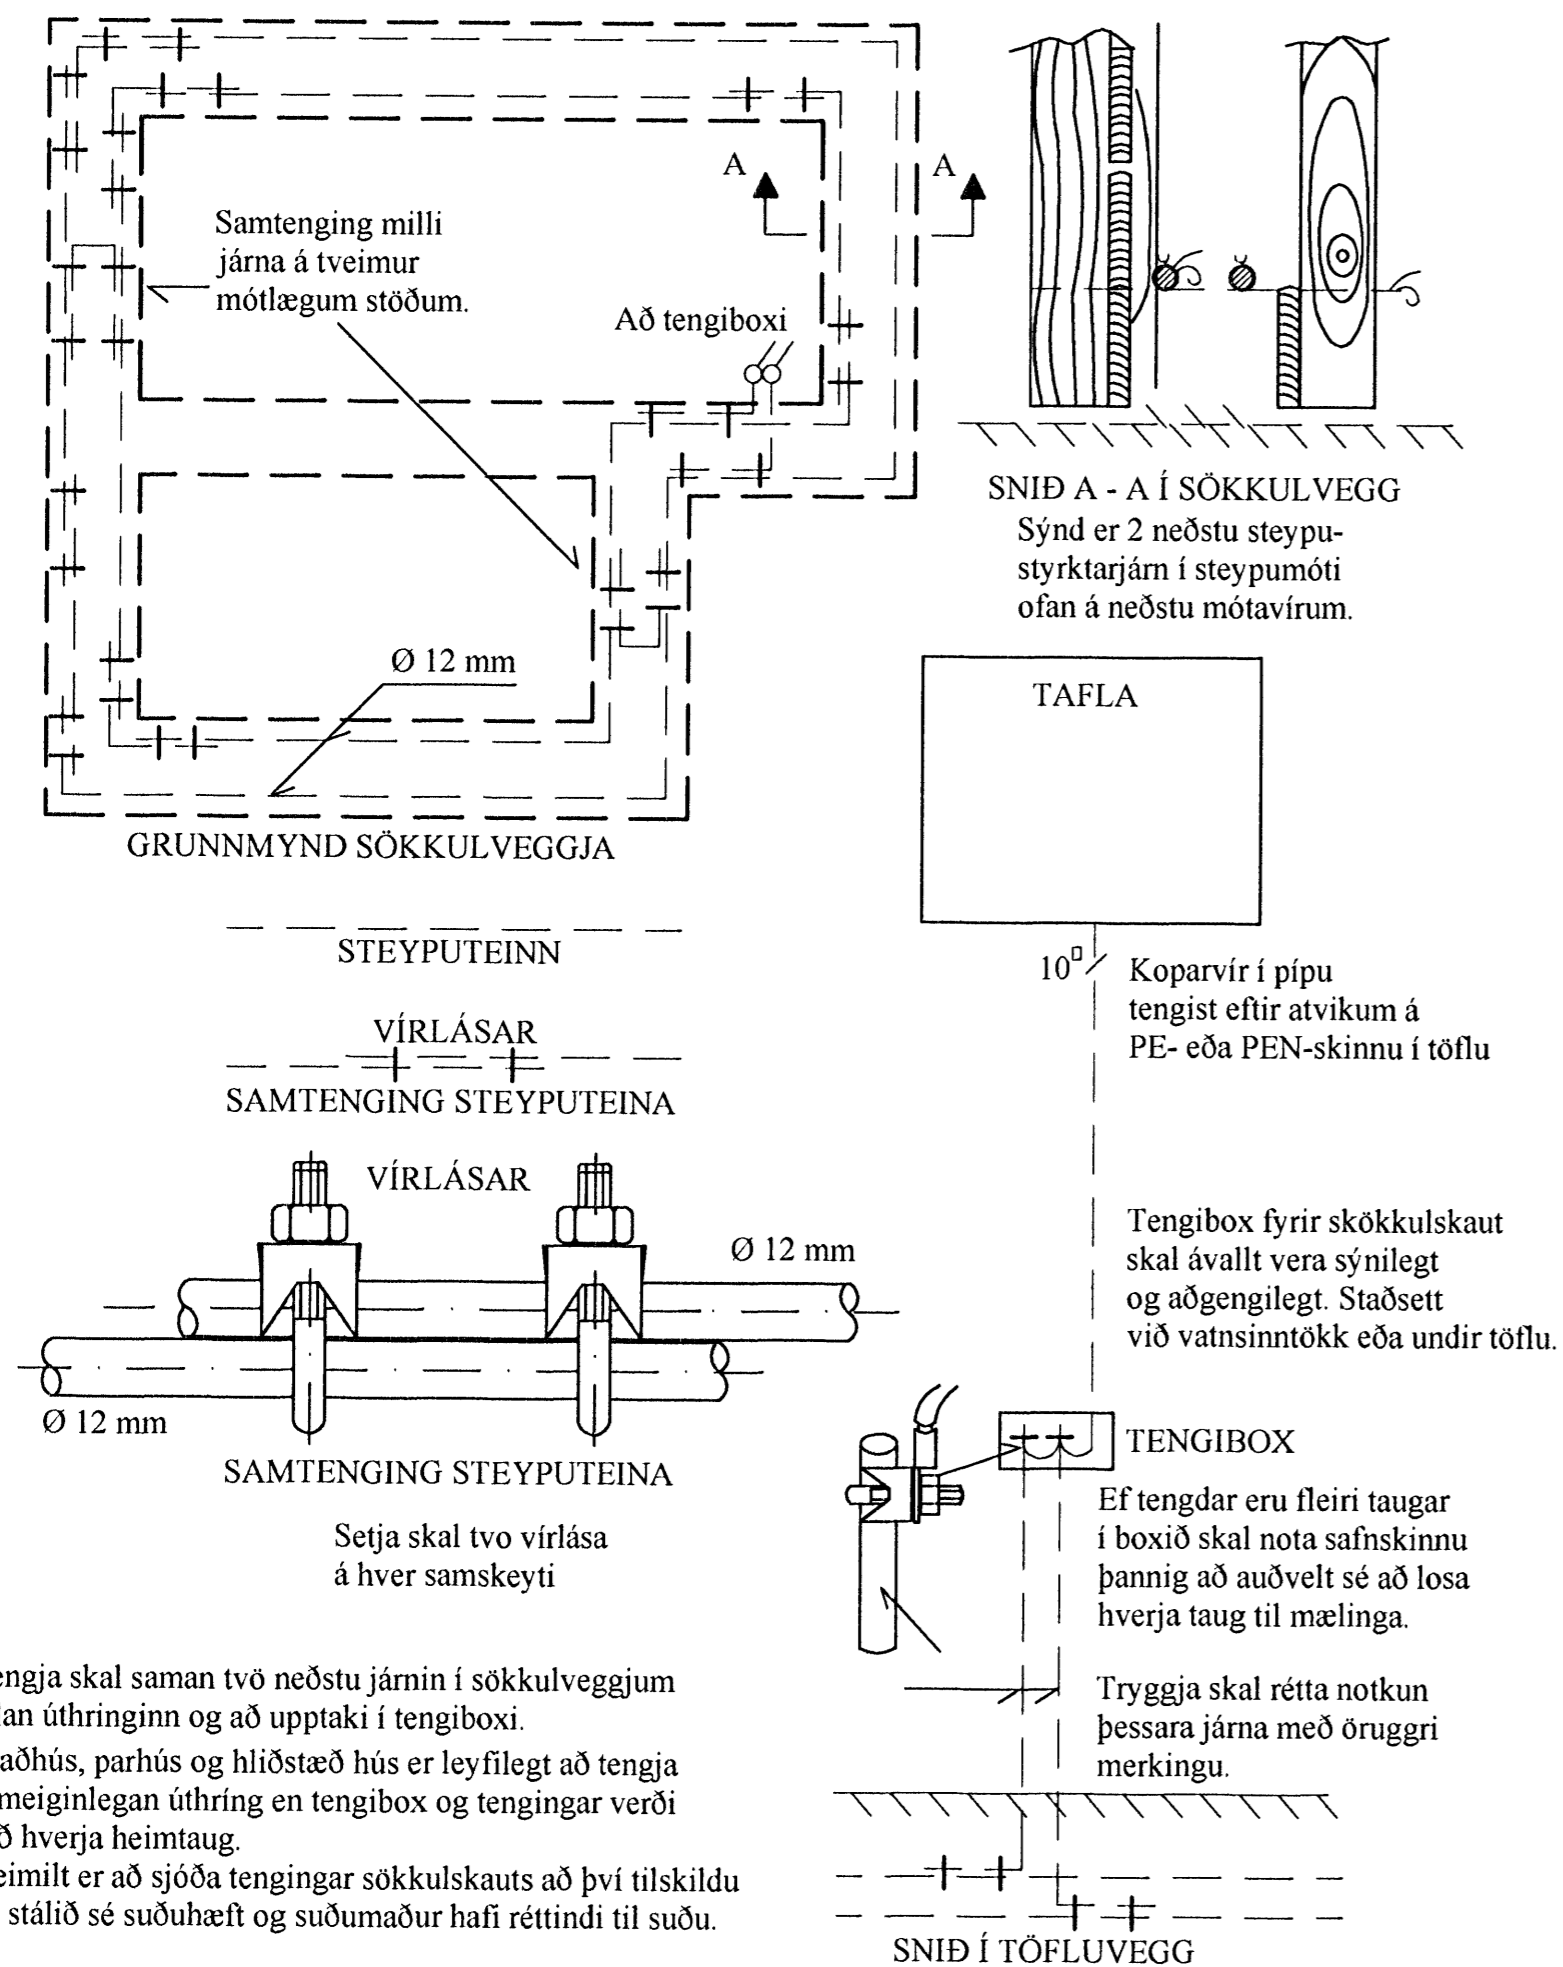 A
A
Samtenging milli
járna á tveimur
mótlægum stöðum.
Að tengiboxi
Ø 12 mm
GRUNNMYND SÖKKULVEGGJA
SNIÐ A - A Í SÖKKULVEGG
Sýnd er 2 neðstu steypu-
styrktarjárn í steypumóti
ofan á neðstu mótavírum.
STEYPUTEINN
VÍRLÁSAR
SAMTENGING STEYPUTEINA
VÍRLÁSAR
Ø 12 mm
Ø 12 mm
SAMTENGING STEYPUTEINA
Setja skal tvo vírlása
á hver samskeyti
TAFLA
10
Koparvír í pípu
tengist eftir atvikum á
PE- eða PEN-skinnu í töflu
Tengibox fyrir skökkulskaut
skal ávallt vera sýnilegt
og aðgengilegt. Staðsett
við vatnsinntökk eða undir töflu.
TENGIBOX
Ef tengdar eru fleiri taugar
í boxið skal nota safnskinnu
þannig að auðvelt sé að losa
hverja taug til mælinga.
Tryggja skal rétta notkun
þessara járna með öruggri
merkingu.
SNIÐ Í TÖFLUVEGG
engja skal saman tvö neðstu járnin í sökkulveggjum
an úthringinn og að upptaki í tengiboxi.
aðhús, parhús og hliðstæð hús er leyfilegt að tengja
meiginlegan úthríng en tengibox og tengingar verði
ð hverja heimtaug.
eimilt er að sjóða tengingar sökkulskauts að því tilskildu
stálið sé suðuhæft og suðumaður hafi réttindi til suðu.